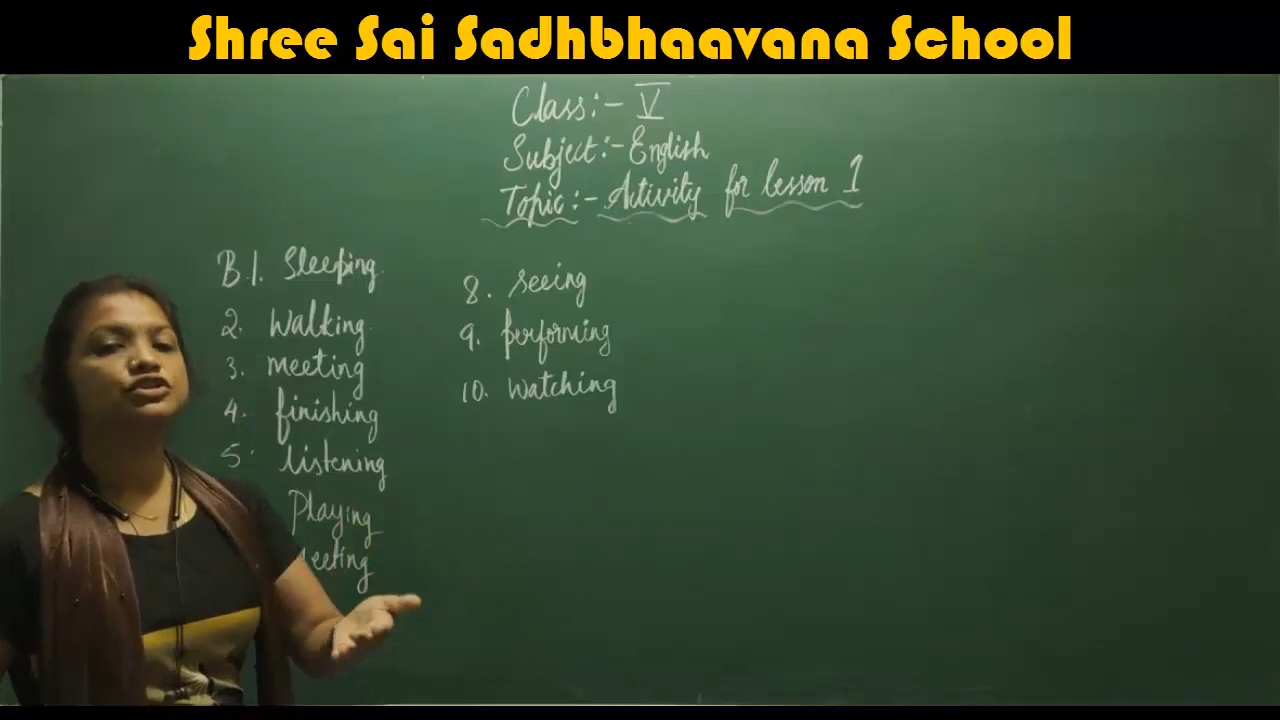 Shree Sai Sadhbhaavana School
Class:- V
Subject:- English
Topic:- Activity for lesson 1
B.1. Sleeping
2. Walking
3. meeting
4. finishing
5. listening
Playing
eeting
8. seeing
9. performing
10. watching